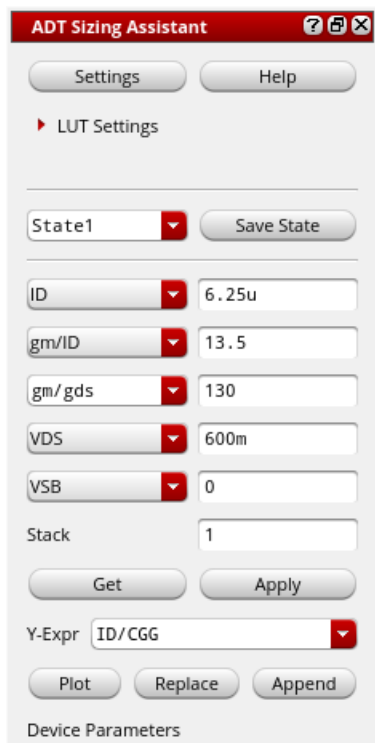 ADT Sizing Assistant
Settings Help
LUT Settings
State1 Save State
ID 6.25u
gm/ID 13.5
gm/gds 130
VDS 600m
VSB 0
Stack 1
Get Apply
Y-Expr ID/CGG
Plot Replace Append
Device Parameters